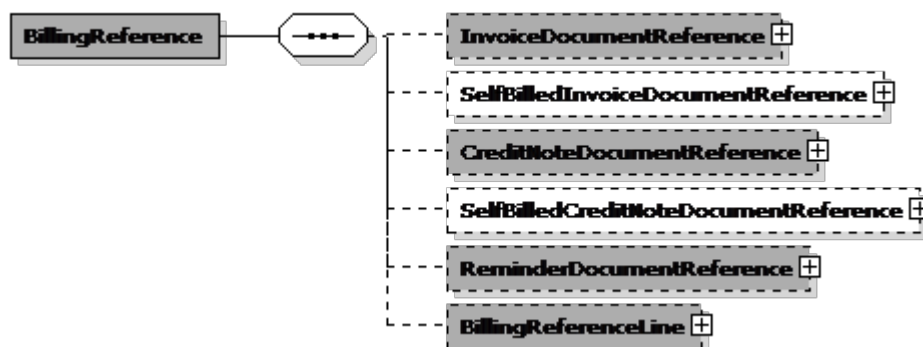 BillingReference
InvoiceDocumentReference
SelfBilledInvoiceDocumentReference
CreditNoteDocumentReference
SelfBilledCreditNoteDocumentReference
ReminderDocumentReference
BillingReferenceLine